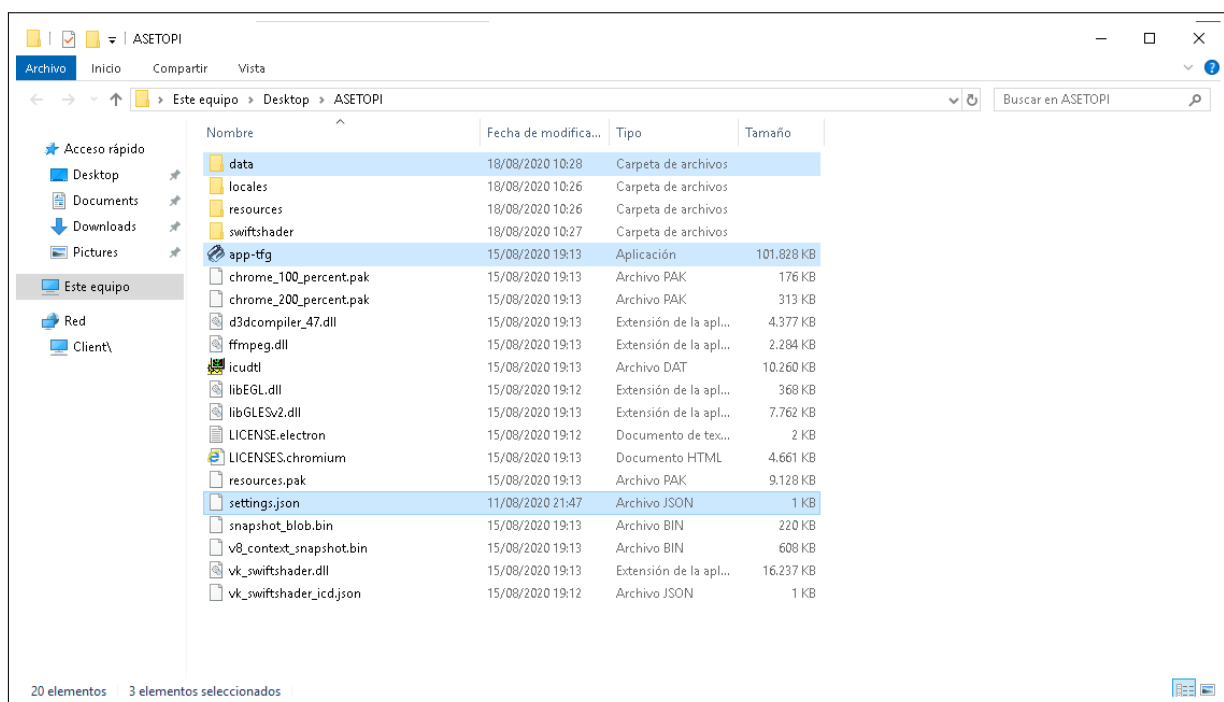 ASETOPI
Archivo Inicio Compartir Vista
Este equipo > Desktop > ASETOPI Buscar en ASETOPI
Nombre Fecha de modifica... Tipo Tamaño
Acceso rápido
Desktop
Documents
Downloads
Pictures
Este equipo
Red
Client\
data 18/08/2020 10:28 Carpeta de archivos
locales 18/08/2020 10:26 Carpeta de archivos
resources 18/08/2020 10:26 Carpeta de archivos
swiftshader 18/08/2020 10:27 Carpeta de archivos
app-tfg 15/08/2020 19:13 Aplicación 101.828 KB
chrome_100_percent.pak 15/08/2020 19:13 Archivo PAK 176 KB
chrome_200_percent.pak 15/08/2020 19:13 Archivo PAK 313 KB
d3dcompiler_47.dll 15/08/2020 19:13 Extensión de la apl... 4.377 KB
ffmpeg.dll 15/08/2020 19:13 Extensión de la apl... 2.284 KB
icudtl 15/08/2020 19:13 Archivo DAT 10.260 KB
libEGL.dll 15/08/2020 19:12 Extensión de la apl... 368 KB
libGLESv2.dll 15/08/2020 19:13 Extensión de la apl... 7.762 KB
LICENSE.electron 15/08/2020 19:12 Documento de tex... 2 KB
LICENSES.chromium 15/08/2020 19:13 Documento HTML 4.661 KB
resources.pak 15/08/2020 19:13 Archivo PAK 9.128 KB
settings.json 11/08/2020 21:47 Archivo JSON 1 KB
snapshot_blob.bin 15/08/2020 19:13 Archivo BIN 220 KB
v8_context_snapshot.bin 15/08/2020 19:13 Archivo BIN 608 KB
vk_swiftshader.dll 15/08/2020 19:13 Extensión de la apl... 16.237 KB
vk_swiftshader_icd.json 15/08/2020 19:12 Archivo JSON 1 KB
20 elementos 3 elementos seleccionados